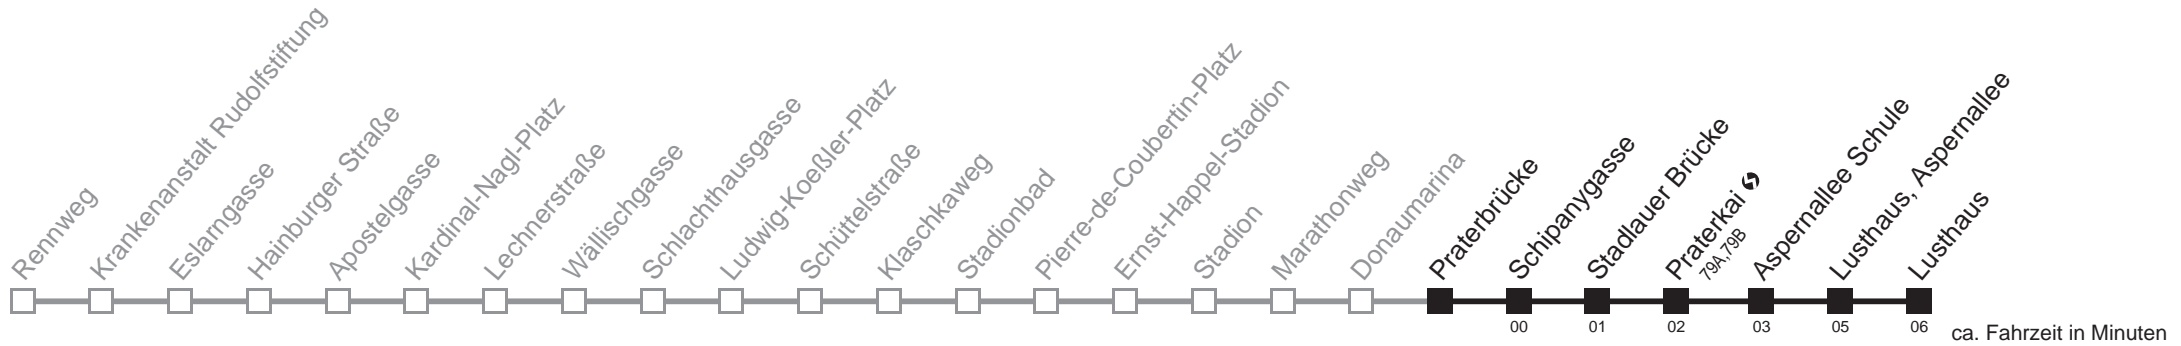 Rennweg
Krankenanstalt Rudolfstiftung
Eslarngasse
Hainburger Straße
Apostelgasse
Kardinal-Nagl-Platz
Lechnerstraße
Wällischgasse
Schlachthausgasse
Ludwig-Koeßler-Platz
Schüttelstraße
Klaschkaweg
Stadionbad
Pierre-de-Coubertin-Platz
Ernst-Happel-Stadion
Stadion
Marathonweg
Donaumarina
Praterbrücke
Schipanygasse
Stadlauer Brücke
Praterkai
79A,79B
Aspernallee Schule
Lusthaus, Aspernallee
Lusthaus
00 01 02 03 05 06
ca. Fahrzeit in Minuten